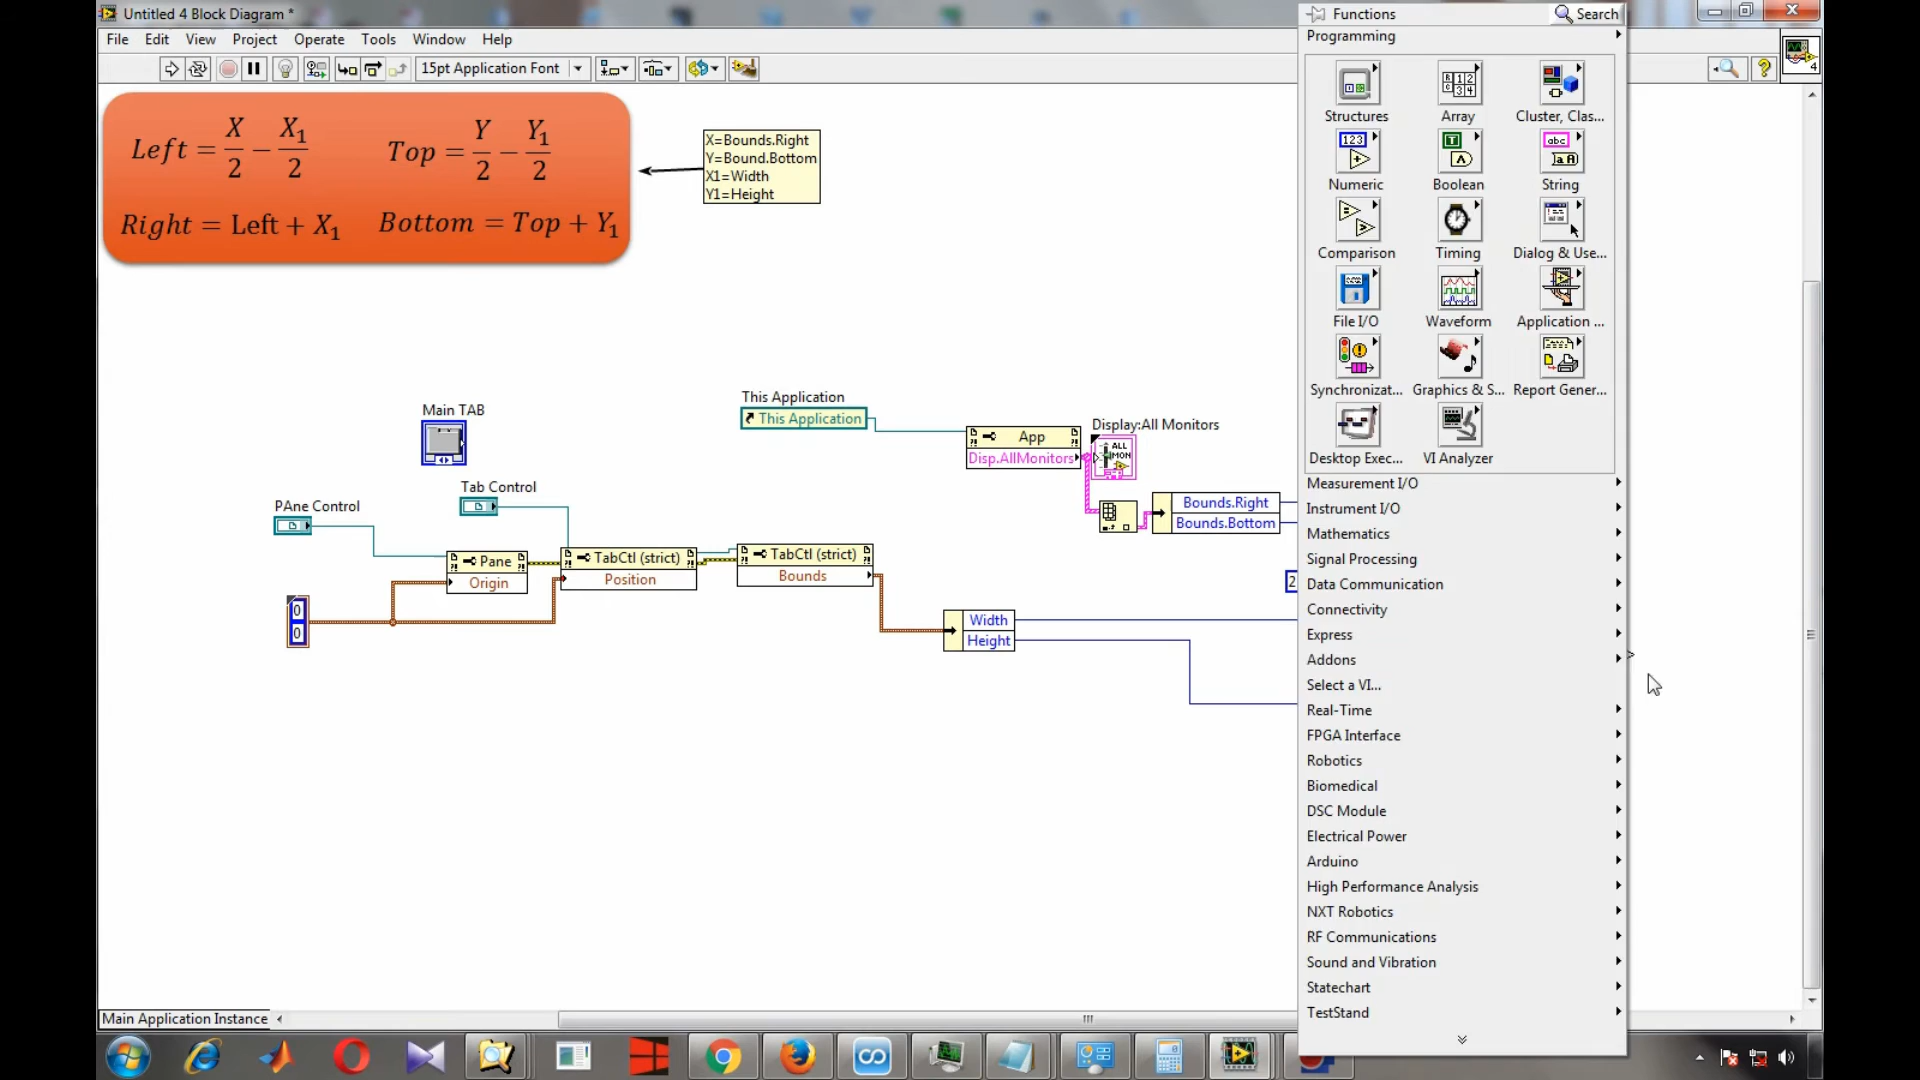 Untitled 4 Block Diagram *
File Edit View Project Operate Tools Window Help
15pt Application Font
4
Left = X/2 − X₁/2
Top = Y/2 − Y₁/2
Right = Left + X₁
Bottom = Top + Y₁
X=Bounds.Right
Y=Bound.Bottom
X1=Width
Y1=Height
This Application
This Application
Main TAB
App
Disp.AllMonitors
Display:All Monitors
ALL
MON
Tab Control
PAne Control
Bounds.Right
Bounds.Bottom
Pane
Origin
TabCtl (strict)
Position
TabCtl (strict)
Bounds
2
0
0
Width
Height
Functions
Search
Programming
Structures
Array
Cluster, Clas...
Numeric
Boolean
String
Comparison
Timing
Dialog & Use...
File I/O
Waveform
Application ...
Synchronizat...
Graphics & S...
Report Gener...
Desktop Exec...
VI Analyzer
Measurement I/O
Instrument I/O
Mathematics
Signal Processing
Data Communication
Connectivity
Express
Addons
Select a VI...
Real-Time
FPGA Interface
Robotics
Biomedical
DSC Module
Electrical Power
Arduino
High Performance Analysis
NXT Robotics
RF Communications
Sound and Vibration
Statechart
TestStand
Main Application Instance